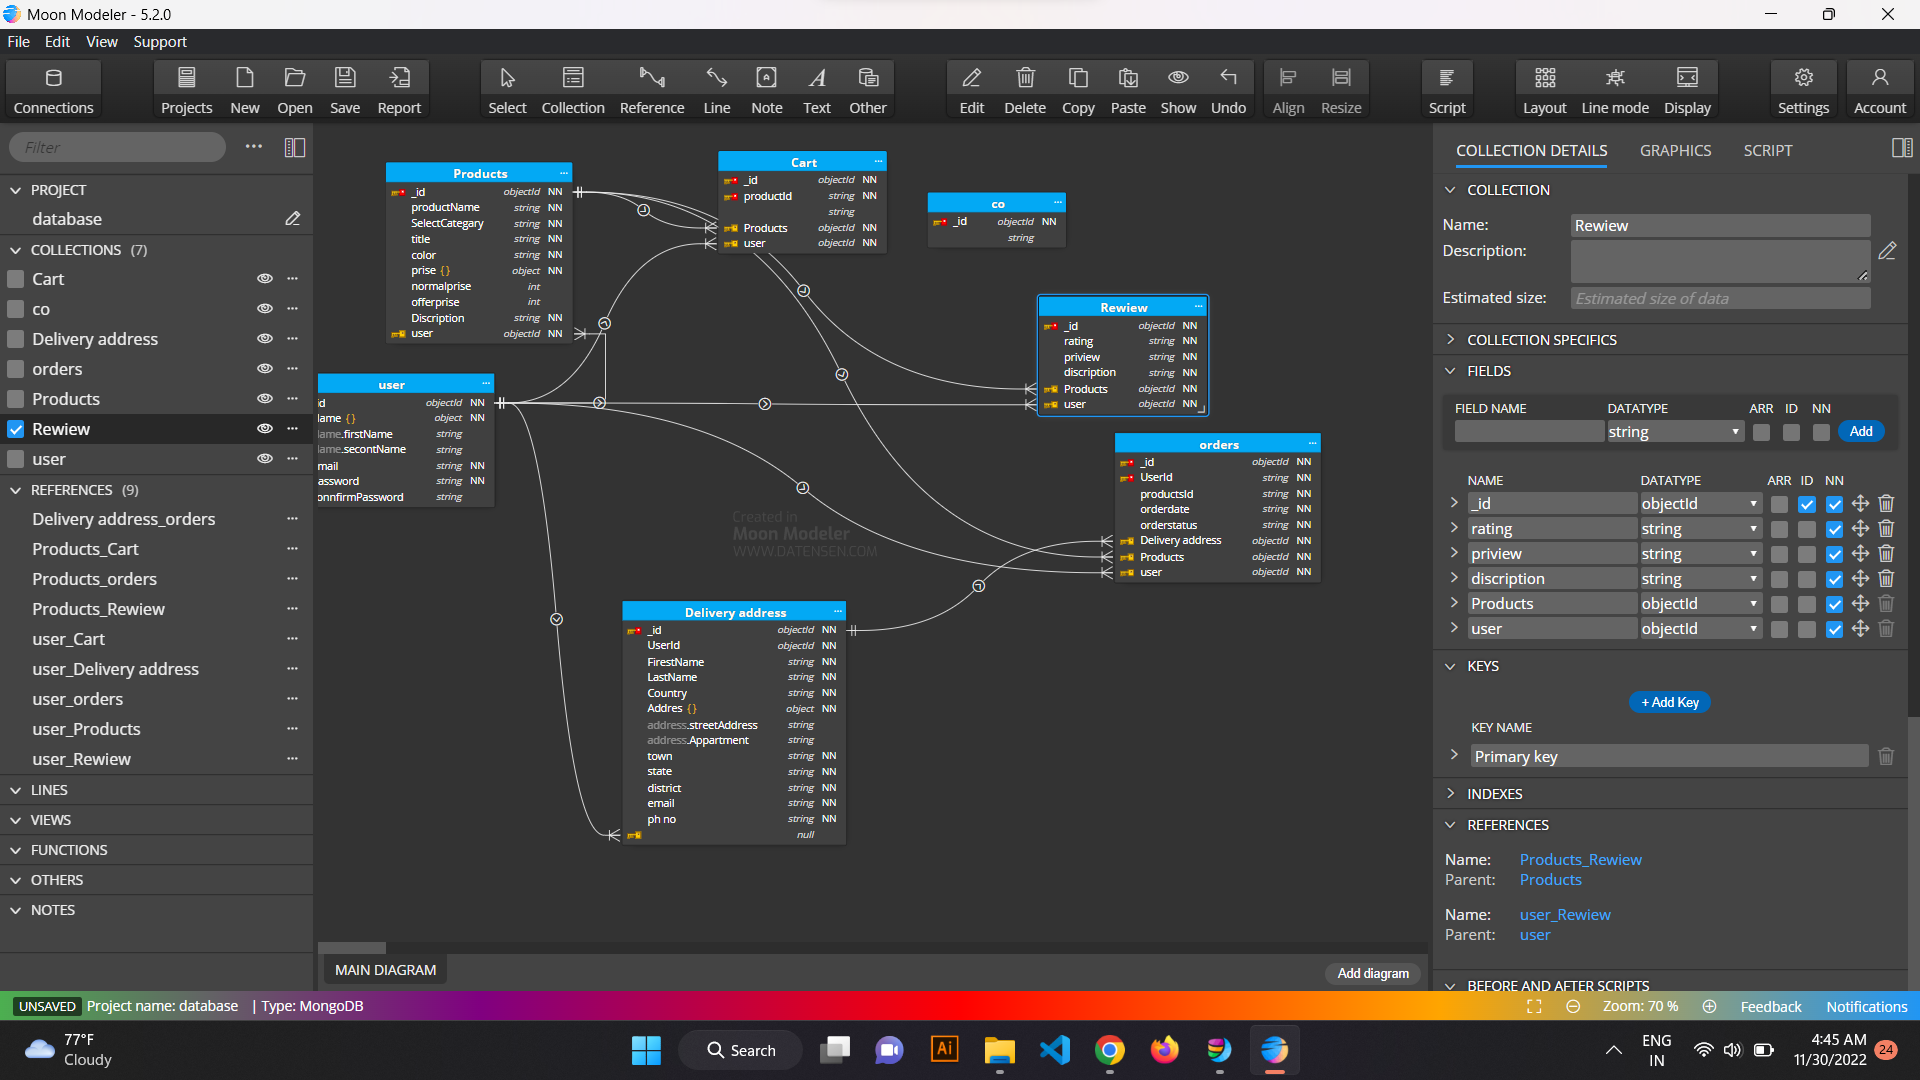 Moon Modeler - 5.2.0
File Edit View Support
Connections Projects New Open Save Report Select Collection Reference Line Note Text Other Edit Delete Copy Paste Show Undo Align Resize Script Layout Line mode Display Settings Account
Filter
PROJECT
database
COLLECTIONS (7)
Cart
co
Delivery address
orders
Products
Rewiew
user
REFERENCES (9)
Delivery address_orders
Products_Cart
Products_orders
Products_Rewiew
user_Cart
user_Delivery address
user_orders
user_Products
user_Rewiew
LINES
VIEWS
FUNCTIONS
OTHERS
NOTES
Products
_id objectId NN
productName string NN
SelectCategary string NN
title string NN
color string NN
prise {} object NN
normalprise int
offerprise int
Discription string NN
user objectId NN
Cart
_id objectId NN
productId string NN
string
Products objectId NN
user objectId NN
co
_id objectId NN
string
Rewiew
_id objectId NN
rating string NN
priview string NN
discription string NN
Products objectId NN
user objectId NN
user
id objectId NN
lame {} object NN
lame.firstName string
lame.secontName string
mail string NN
assword string NN
onnfirmPassword string
orders
_id objectId NN
UserId string NN
productsId string NN
orderdate string NN
orderstatus string NN
Delivery address objectId NN
Products objectId NN
user objectId NN
Created in
Moon Modeler
WWW.DATENSEN.COM
Delivery address
_id objectId NN
UserId objectId NN
FirestName string NN
LastName string NN
Country string NN
Addres {} object NN
address.streetAddress string
address.Appartment string
town string NN
state string NN
district string NN
email string NN
ph no string NN
null
MAIN DIAGRAM
Add diagram
COLLECTION DETAILS GRAPHICS SCRIPT
COLLECTION
Name: Rewiew
Description:
Estimated size: Estimated size of data
COLLECTION SPECIFICS
FIELDS
FIELD NAME DATATYPE ARR ID NN
string Add
NAME DATATYPE ARR ID NN
_id objectId
rating string
priview string
discription string
Products objectId
user objectId
KEYS
+ Add Key
KEY NAME
Primary key
INDEXES
REFERENCES
Name: Products_Rewiew
Parent: Products
Name: user_Rewiew
Parent: user
BEFORE AND AFTER SCRIPTS
UNSAVED Project name: database | Type: MongoDB Zoom: 70 % Feedback Notifications
77°F
Cloudy
Search
Ai
ENG
IN
4:45 AM
11/30/2022
24